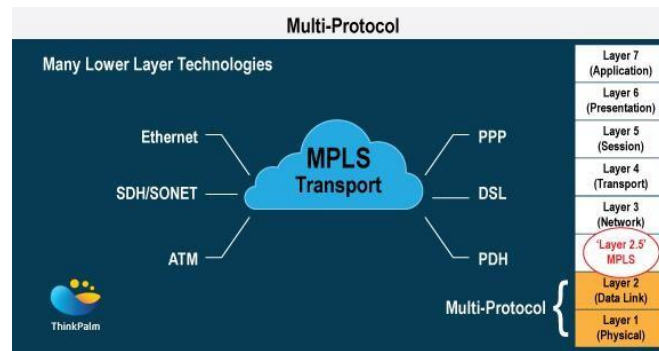 Multi-Protocol
Many Lower Layer Technologies
Ethernet
SDH/SONET
ATM
MPLS
Transport
PPP
DSL
PDH
Layer 7
(Application)
Layer 6
(Presentation)
Layer 5
(Session)
Layer 4
(Transport)
Layer 3
(Network)
'Layer 2.5'
MPLS
Layer 2
(Data Link)
Layer 1
(Physical)
Multi-Protocol
ThinkPalm